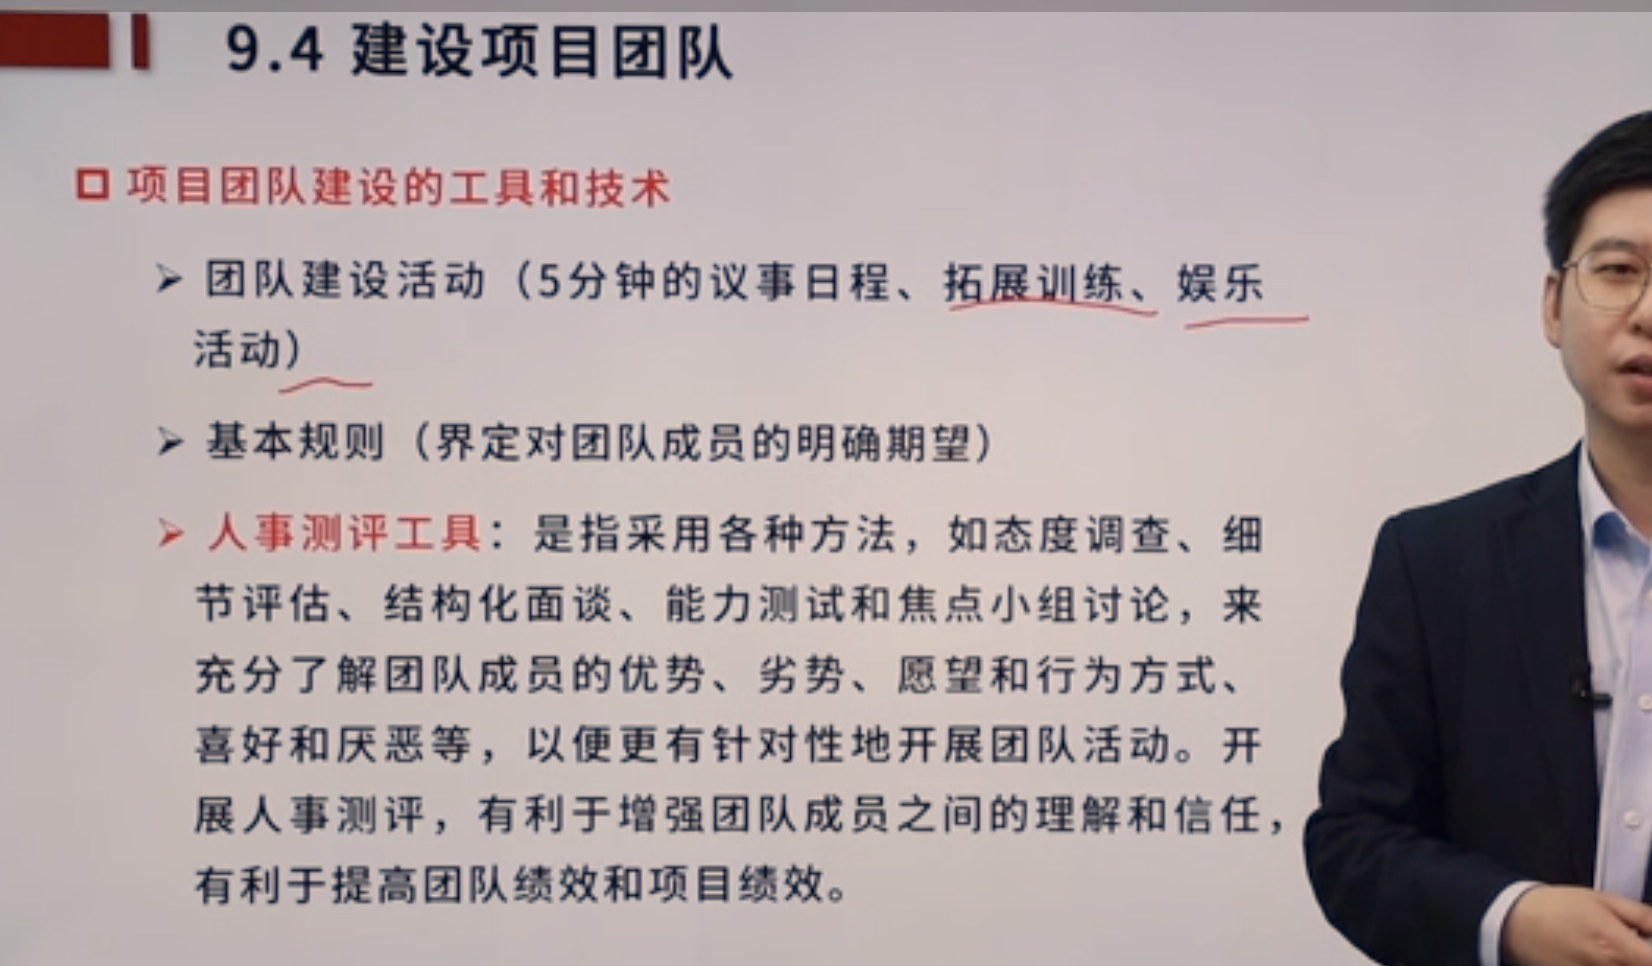 9.4 建设项目团队
项目团队建设的工具和技术
团队建设活动（5分钟的议事日程、拓展训练、娱乐
活动）
基本规则（界定对团队成员的明确期望）
人事测评工具：是指采用各种方法，如态度调查、细
节评估、结构化面谈、能力测试和焦点小组讨论，来
充分了解团队成员的优势、劣势、愿望和行为方式、
喜好和厌恶等，以便更有针对性地开展团队活动。开
展人事测评，有利于增强团队成员之间的理解和信任，
有利于提高团队绩效和项目绩效。